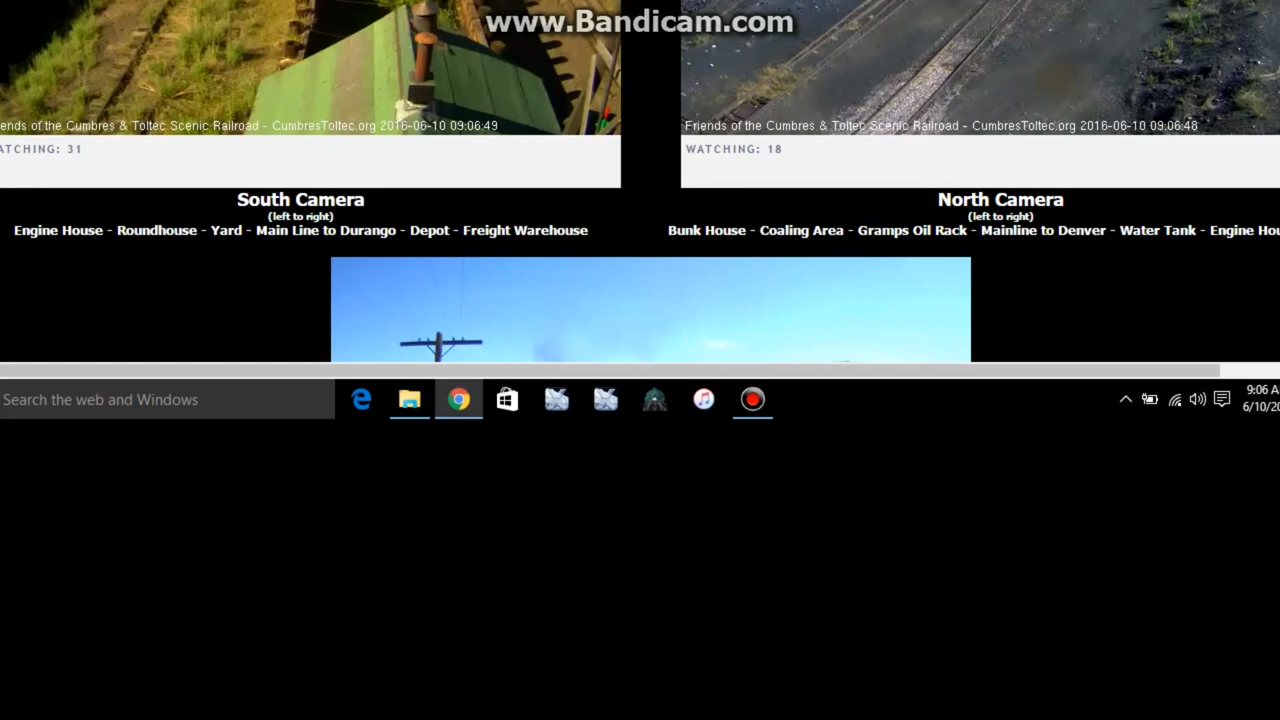 www.Bandicam.com
ends of the Cumbres & Toltec Scenic Railroad - CumbresToltec.org 2016-06-10 09:06:49
Friends of the Cumbres & Toltec Scenic Railroad - CumbresToltec.org 2016-06-10 09:06:48
ATCHING: 31
WATCHING: 18
South Camera
(left to right)
Engine House - Roundhouse - Yard - Main Line to Durango - Depot - Freight Warehouse
North Camera
(left to right)
Bunk House - Coaling Area - Gramps Oil Rack - Mainline to Denver - Water Tank - Engine Hou
Search the web and Windows
9:06 A
6/10/20